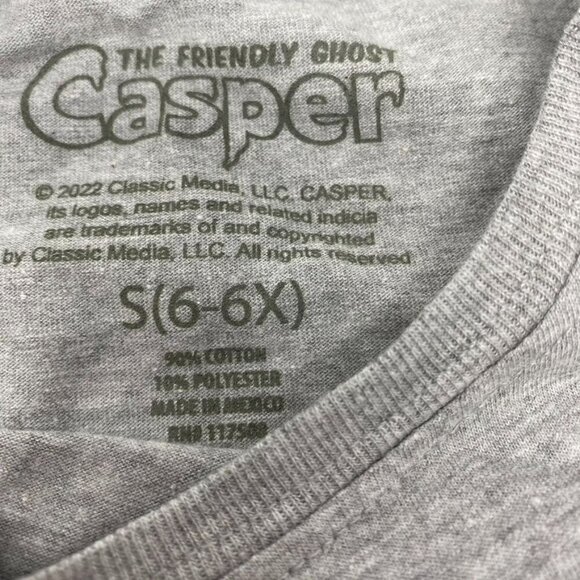 THE FRIENDLY GHOST
Casper
© 2022 Classic Media, LLC. CASPER,
its logos, names and related indicia
are trademarks of and copyrighted
by Classic Media, LLC. All rights reserved
S(6-6X)
90% COTTON
10% POLYESTER
MADE IN MEXICO
RN#